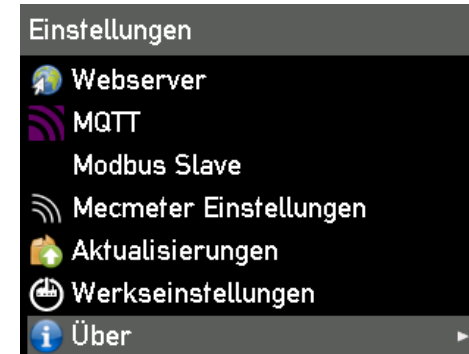 Einstellungen
Webserver
MQTT
Modbus Slave
Mecmeter Einstellungen
Aktualisierungen
Werkseinstellungen
Über